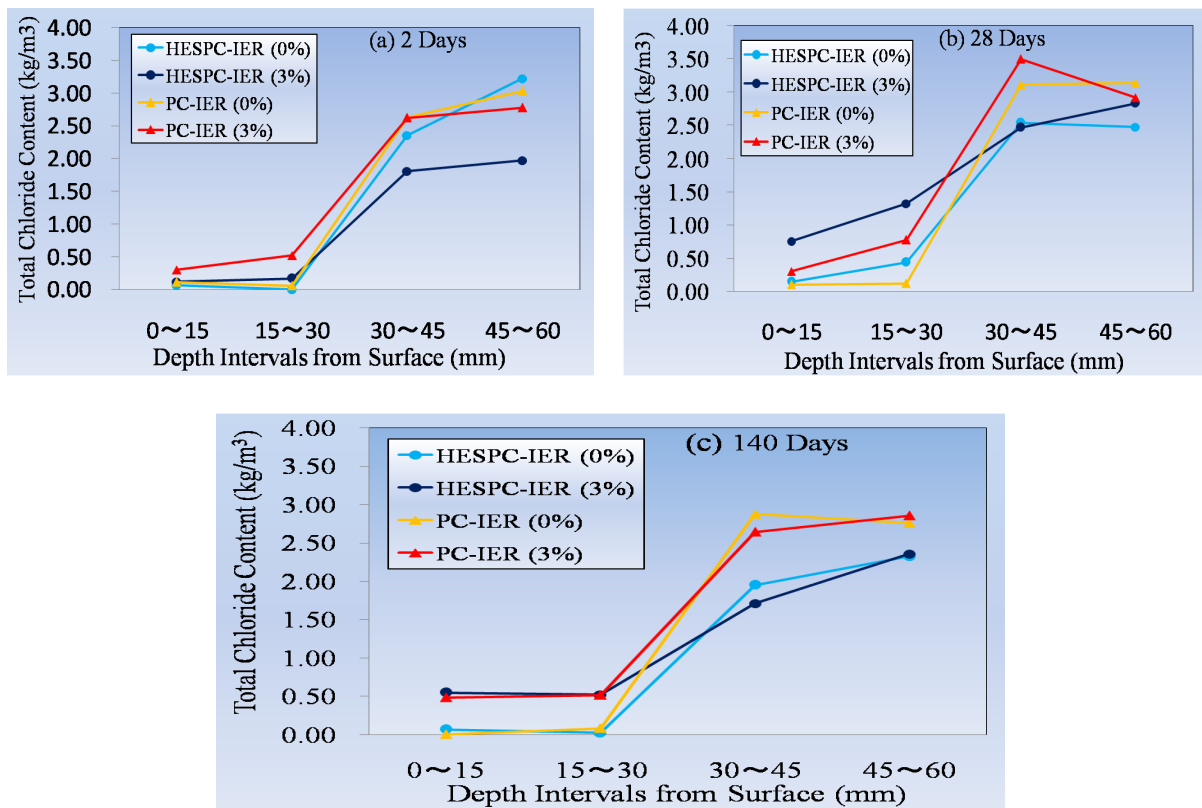 Total Chloride Content (kg/m3)
4.00
3.50
3.00
2.50
2.00
1.50
1.00
0.50
0.00
(a) 2 Days
HESPC-IER (0%)
HESPC-IER (3%)
PC-IER (0%)
PC-IER (3%)
0～15 15～30 30～45 45～60
Depth Intervals from Surface (mm)
Total Chloride Content (kg/m3)
4.00
3.50
3.00
2.50
2.00
1.50
1.00
0.50
0.00
(b) 28 Days
HESPC-IER (0%)
HESPC-IER (3%)
PC-IER (0%)
PC-IER (3%)
0～15 15～30 30～45 45～60
Depth Intervals from Surface (mm)
Total Chloride Content (kg/m³)
4.00
3.50
3.00
2.50
2.00
1.50
1.00
0.50
0.00
(c) 140 Days
HESPC-IER (0%)
HESPC-IER (3%)
PC-IER (0%)
PC-IER (3%)
0～15 15～30 30～45 45～60
Depth Intervals from Surface (mm)